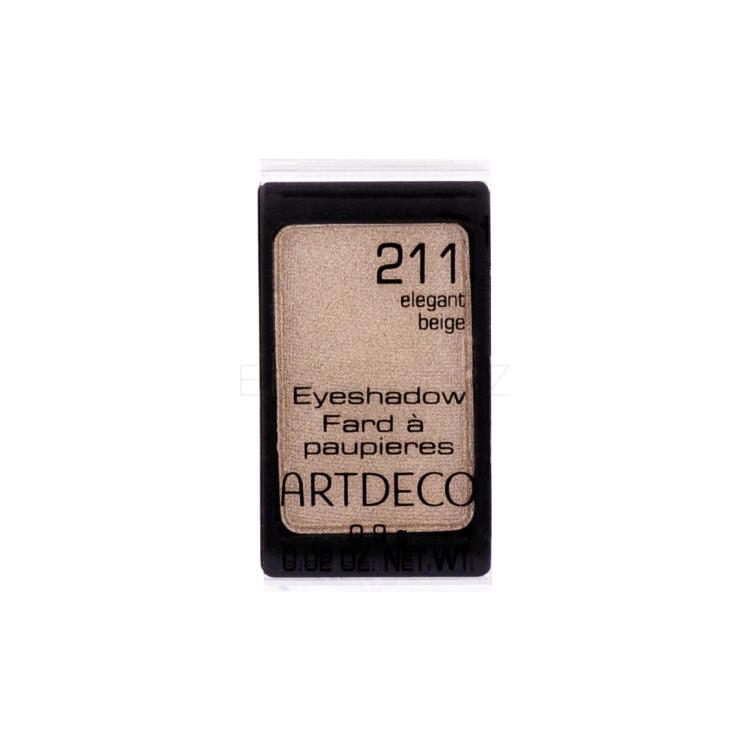 211
elegant
beige
Eyeshadow
Fard à
paupieres
ARTDECO
0.02 OZ. NET.WT.